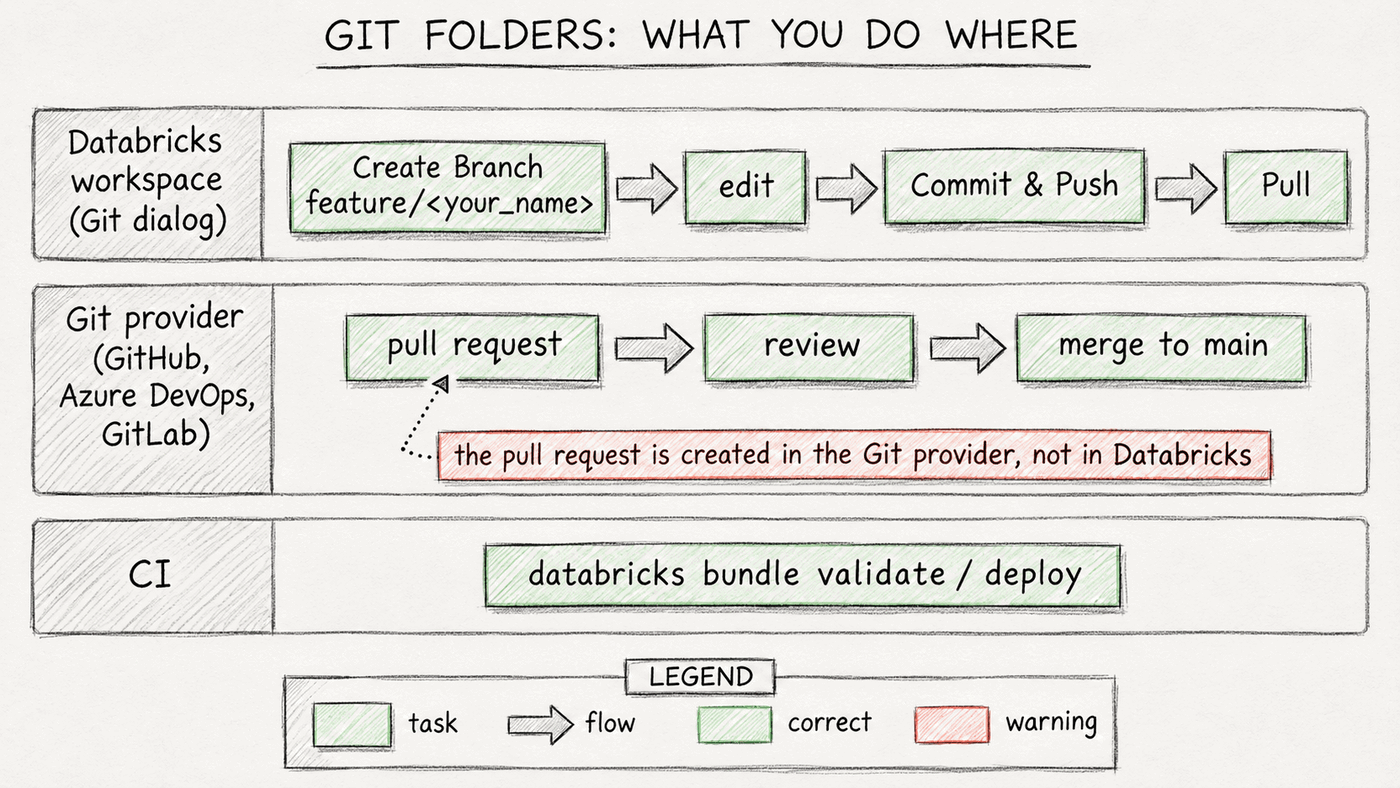 GIT FOLDERS: WHAT YOU DO WHERE
Databricks
workspace
(Git dialog)
Create Branch
feature/<your_name>
edit
Commit & Push
Pull
Git provider
(GitHub,
Azure DevOps,
GitLab)
pull request
review
merge to main
the pull request is created in the Git provider, not in Databricks
CI
databricks bundle validate / deploy
LEGEND
task
flow
correct
warning